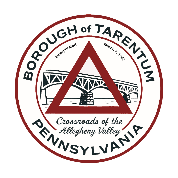 BOROUGH of TARENTUM
Crossroads of the
Allegheny Valley
PENNSYLVANIA